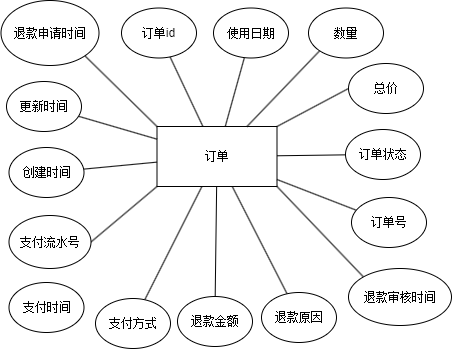 退款申请时间
订单id
使用日期
数量
总价
更新时间
订单
订单状态
创建时间
订单号
支付流水号
退款审核时间
支付时间
支付方式
退款金额
退款原因